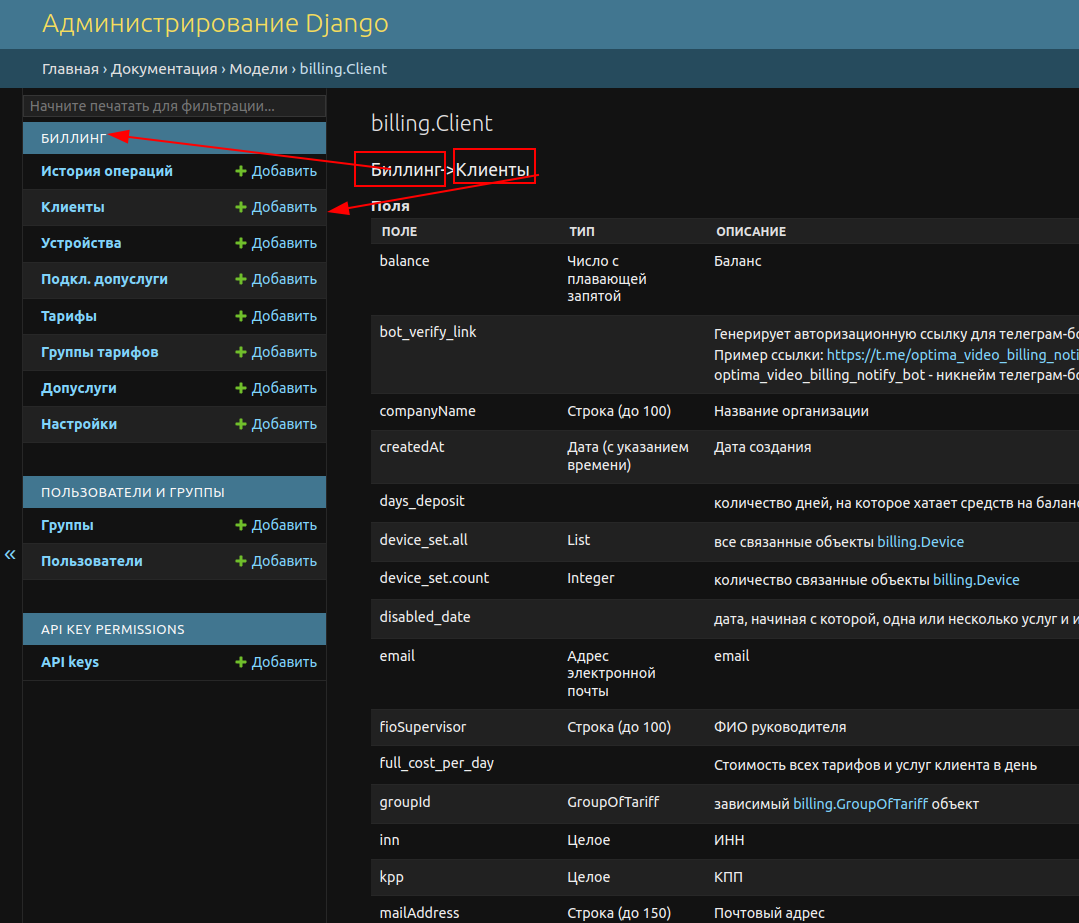 Администрирование Django
Главная › Документация › Модели › billing.Client
Начните печатать для фильтрации...
БИЛЛИНГ
История операций Добавить
Клиенты Добавить
Устройства Добавить
Подкл. допуслуги Добавить
Тарифы Добавить
Группы тарифов Добавить
Допуслуги Добавить
Настройки Добавить
ПОЛЬЗОВАТЕЛИ И ГРУППЫ
Группы Добавить
Пользователи Добавить
API KEY PERMISSIONS
API keys Добавить
«
billing.Client
Биллинг->Клиенты
Поля
ПОЛЕ ТИП ОПИСАНИЕ
balance Число с Баланс
плавающей
запятой
bot_verify_link Генерирует авторизационную ссылку для телеграм-бо
Пример ссылки: https://t.me/optima_video_billing_noti
optima_video_billing_notify_bot - никнейм телеграм-бо
companyName Строка (до 100) Название организации
createdAt Дата (с указанием Дата создания
времени)
days_deposit количество дней, на которое хатает средств на балан
device_set.all List все связанные объекты billing.Device
device_set.count Integer количество связанные объекты billing.Device
disabled_date дата, начиная с которой, одна или несколько услуг и и
email Адрес email
электронной
почты
fioSupervisor Строка (до 100) ФИО руководителя
full_cost_per_day Стоимость всех тарифов и услуг клиента в день
groupId GroupOfTariff зависимый billing.GroupOfTariff объект
inn Целое ИНН
kpp Целое КПП
mailAddress Строка (до 150) Почтовый адрес